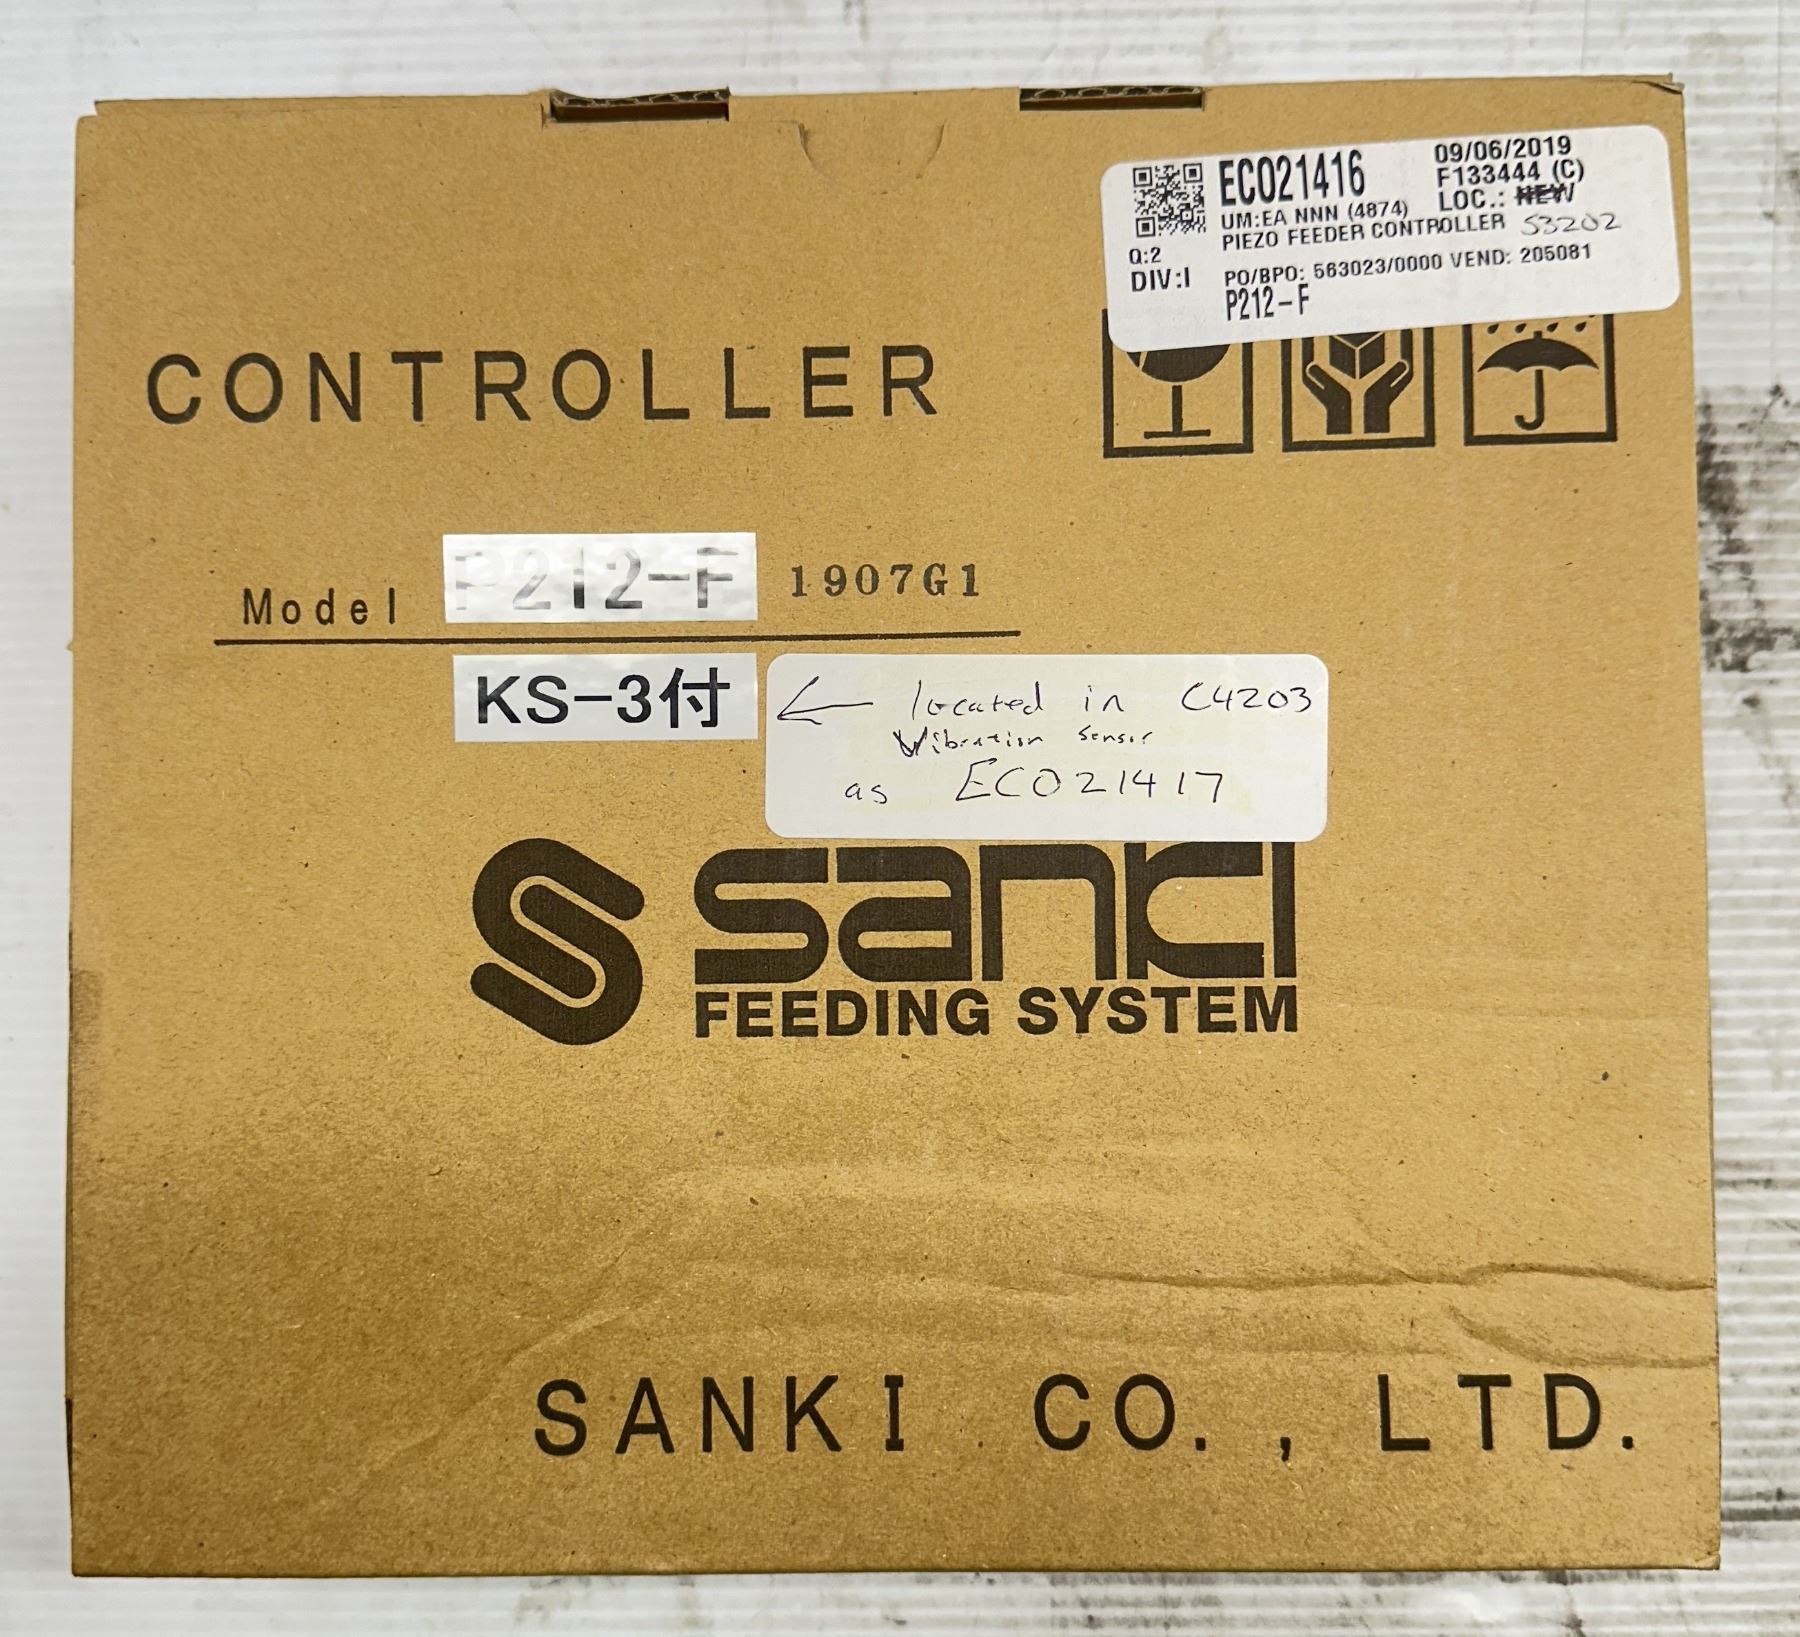 ECO21416
09/06/2019
F133444 (C)
LOC.: NEW
UM:EA NNN (4874)
PIEZO FEEDER CONTROLLER S3202
Q:2
DIV:I
PO/BPO: 563023/0000 VEND: 205081
P212-F
CONTROLLER
Model P212-F 1907G1
KS-3付
← located in C4203
Vibration sensor
as ECO21417
sanki
FEEDING SYSTEM
SANKI CO., LTD.